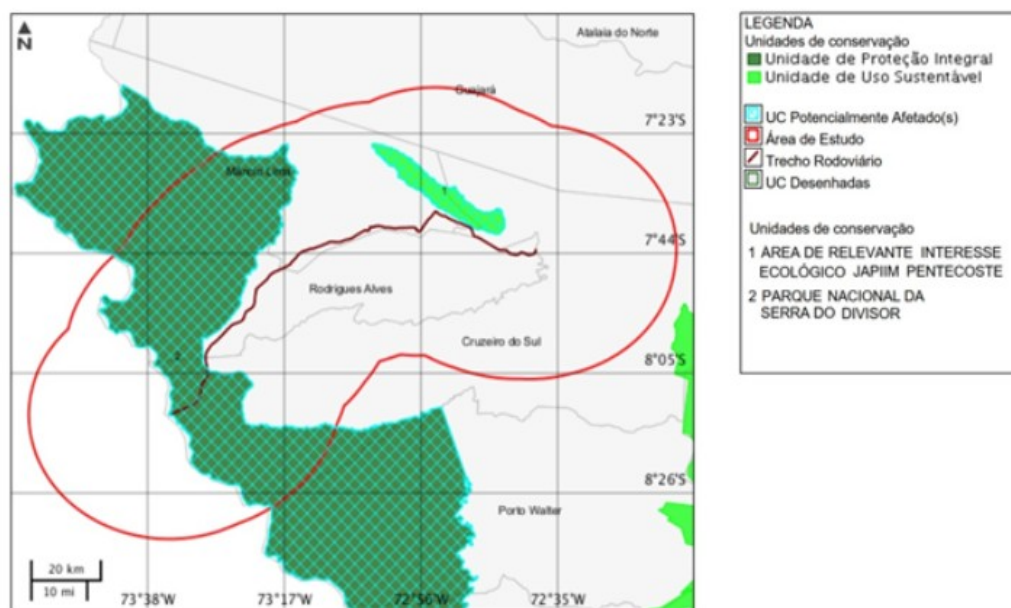 N
Atalaia do Norte
Guajará
7°23'S
Mâncio Lima
1
7°44'S
Rodrigues Alves
Cruzeiro do Sul
2
8°05'S
8°26'S
Porto Walter
20 km
10 mi
73°38'W
73°17'W
72°56'W
72°35'W
LEGENDA
Unidades de conservação
Unidade de Proteção Integral
Unidade de Uso Sustentável
UC Potencialmente Afetado(s)
Área de Estudo
Trecho Rodoviário
UC Desenhadas
Unidades de conservação
1 ÁREA DE RELEVANTE INTERESSE
ECOLÓGICO JAPIIM PENTECOSTE
2 PARQUE NACIONAL DA
SERRA DO DIVISOR